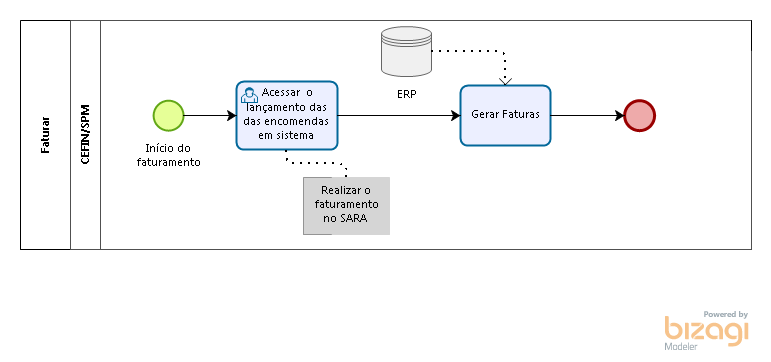 Faturar
CEFIN/SPM
Início do
faturamento
Acessar o
lançamento das
das encomendas
em sistema
Realizar o
faturamento
no SARA
ERP
Gerar Faturas
Powered by
bizagi
Modeler